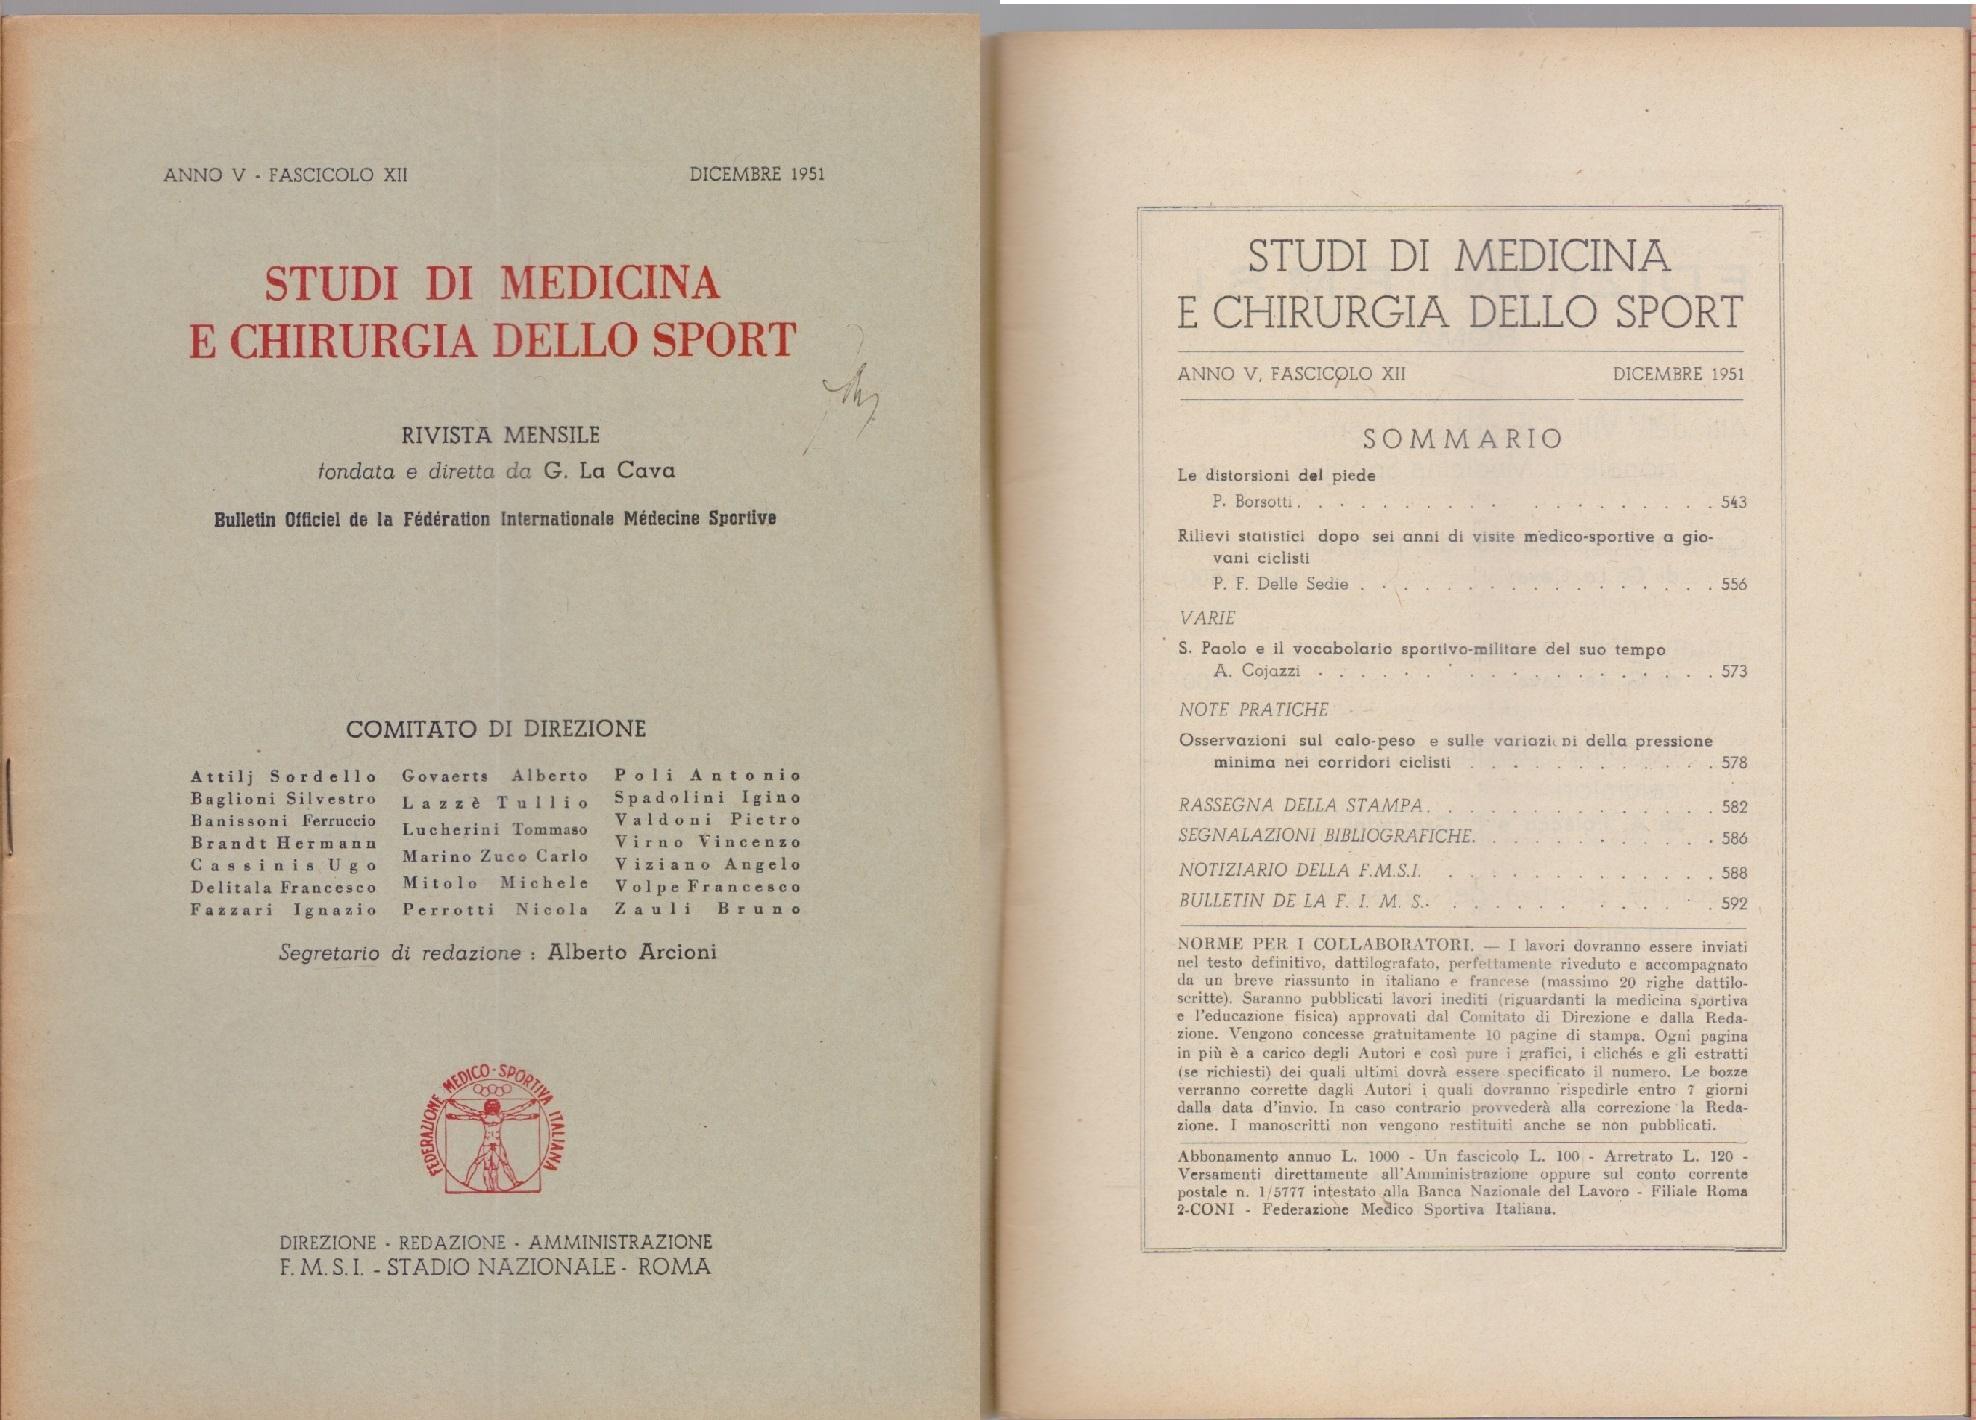 ANNO V - FASCICOLO XII DICEMBRE 1951
STUDI DI MEDICINA
E CHIRURGIA DELLO SPORT
RIVISTA MENSILE
fondata e diretta da G. La Cava
Bulletin Officiel de la Fédération Internationale Médecine Sportive
COMITATO DI DIREZIONE
Attilj Sordello
Baglioni Silvestro
Banissoni Ferruccio
Brandt Hermann
Cassinis Ugo
Delitala Francesco
Fazzari Ignazio
Govaerts Alberto
Lazzè Tullio
Lucherini Tommaso
Marino Zuco Carlo
Mitolo Michele
Perrotti Nicola
Poli Antonio
Spadolini Igino
Valdoni Pietro
Virno Vincenzo
Viziano Angelo
Volpe Francesco
Zauli Bruno
Segretario di redazione : Alberto Arcioni
FEDERAZIONE MEDICO-SPORTIVA ITALIANA
DIREZIONE - REDAZIONE - AMMINISTRAZIONE
F. M. S. I. - STADIO NAZIONALE - ROMA
STUDI DI MEDICINA
E CHIRURGIA DELLO SPORT
ANNO V, FASCICOLO XII DICEMBRE 1951
SOMMARIO
Le distorsioni del piede
P. Borsotti . . . . . . . . . . . . . . . . . . . 543
Rilievi statistici dopo sei anni di visite medico-sportive a gio-
vani ciclisti
P. F. Delle Sedie . . . . . . . . . . . . . . . . . 556
VARIE
S. Paolo e il vocabolario sportivo-militare del suo tempo
A. Cojazzi . . . . . . . . . . . . . . . . . . . 573
NOTE PRATICHE
Osservazioni sul calo-peso e sulle variazioni della pressione
minima nei corridori ciclisti . . . . . . . . . . . . 578
RASSEGNA DELLA STAMPA . . . . . . . . . . . . . . 582
SEGNALAZIONI BIBLIOGRAFICHE . . . . . . . . . . . . 586
NOTIZIARIO DELLA F.M.S.I. . . . . . . . . . . . . . 588
BULLETIN DE LA F. I. M. S. . . . . . . . . . . . . 592
NORME PER I COLLABORATORI. — I lavori dovranno essere inviati
nel testo definitivo, dattilografato, perfettamente riveduto e accompagnato
da un breve riassunto in italiano e francese (massimo 20 righe dattilo-
scritte). Saranno pubblicati lavori inediti (riguardanti la medicina sportiva
e l'educazione fisica) approvati dal Comitato di Direzione e dalla Reda-
zione. Vengono concesse gratuitamente 10 pagine di stampa. Ogni pagina
in più è a carico degli Autori e così pure i grafici, i clichés e gli estratti
(se richiesti) dei quali ultimi dovrà essere specificato il numero. Le bozze
verranno corrette dagli Autori i quali dovranno rispedirle entro 7 giorni
dalla data d'invio. In caso contrario provvederà alla correzione la Reda-
zione. I manoscritti non vengono restituiti anche se non pubblicati.
Abbonamento annuo L. 1000 - Un fascicolo L. 100 - Arretrato L. 120 -
Versamenti direttamente all'Amministrazione oppure sul conto corrente
postale n. 1/5777 intestato alla Banca Nazionale del Lavoro - Filiale Roma
2-CONI - Federazione Medico Sportiva Italiana.